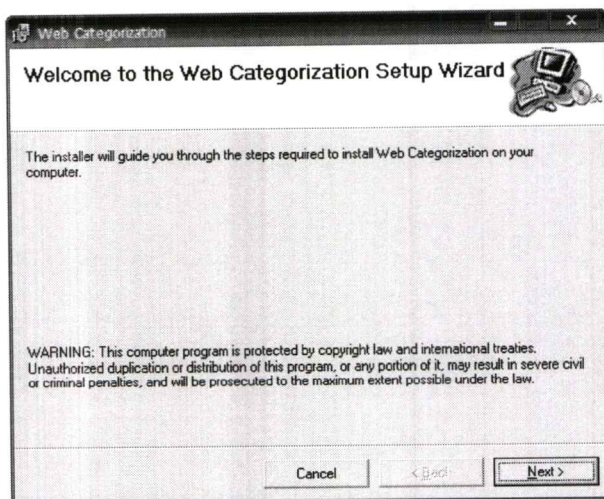 Web Categorization
Welcome to the Web Categorization Setup Wizard
The installer will guide you through the steps required to install Web Categorization on your
computer.
WARNING: This computer program is protected by copyright law and international treaties.
Unauthorized duplication or distribution of this program, or any portion of it, may result in severe civil
or criminal penalties, and will be prosecuted to the maximum extent possible under the law.
Cancel
< Back
Next >